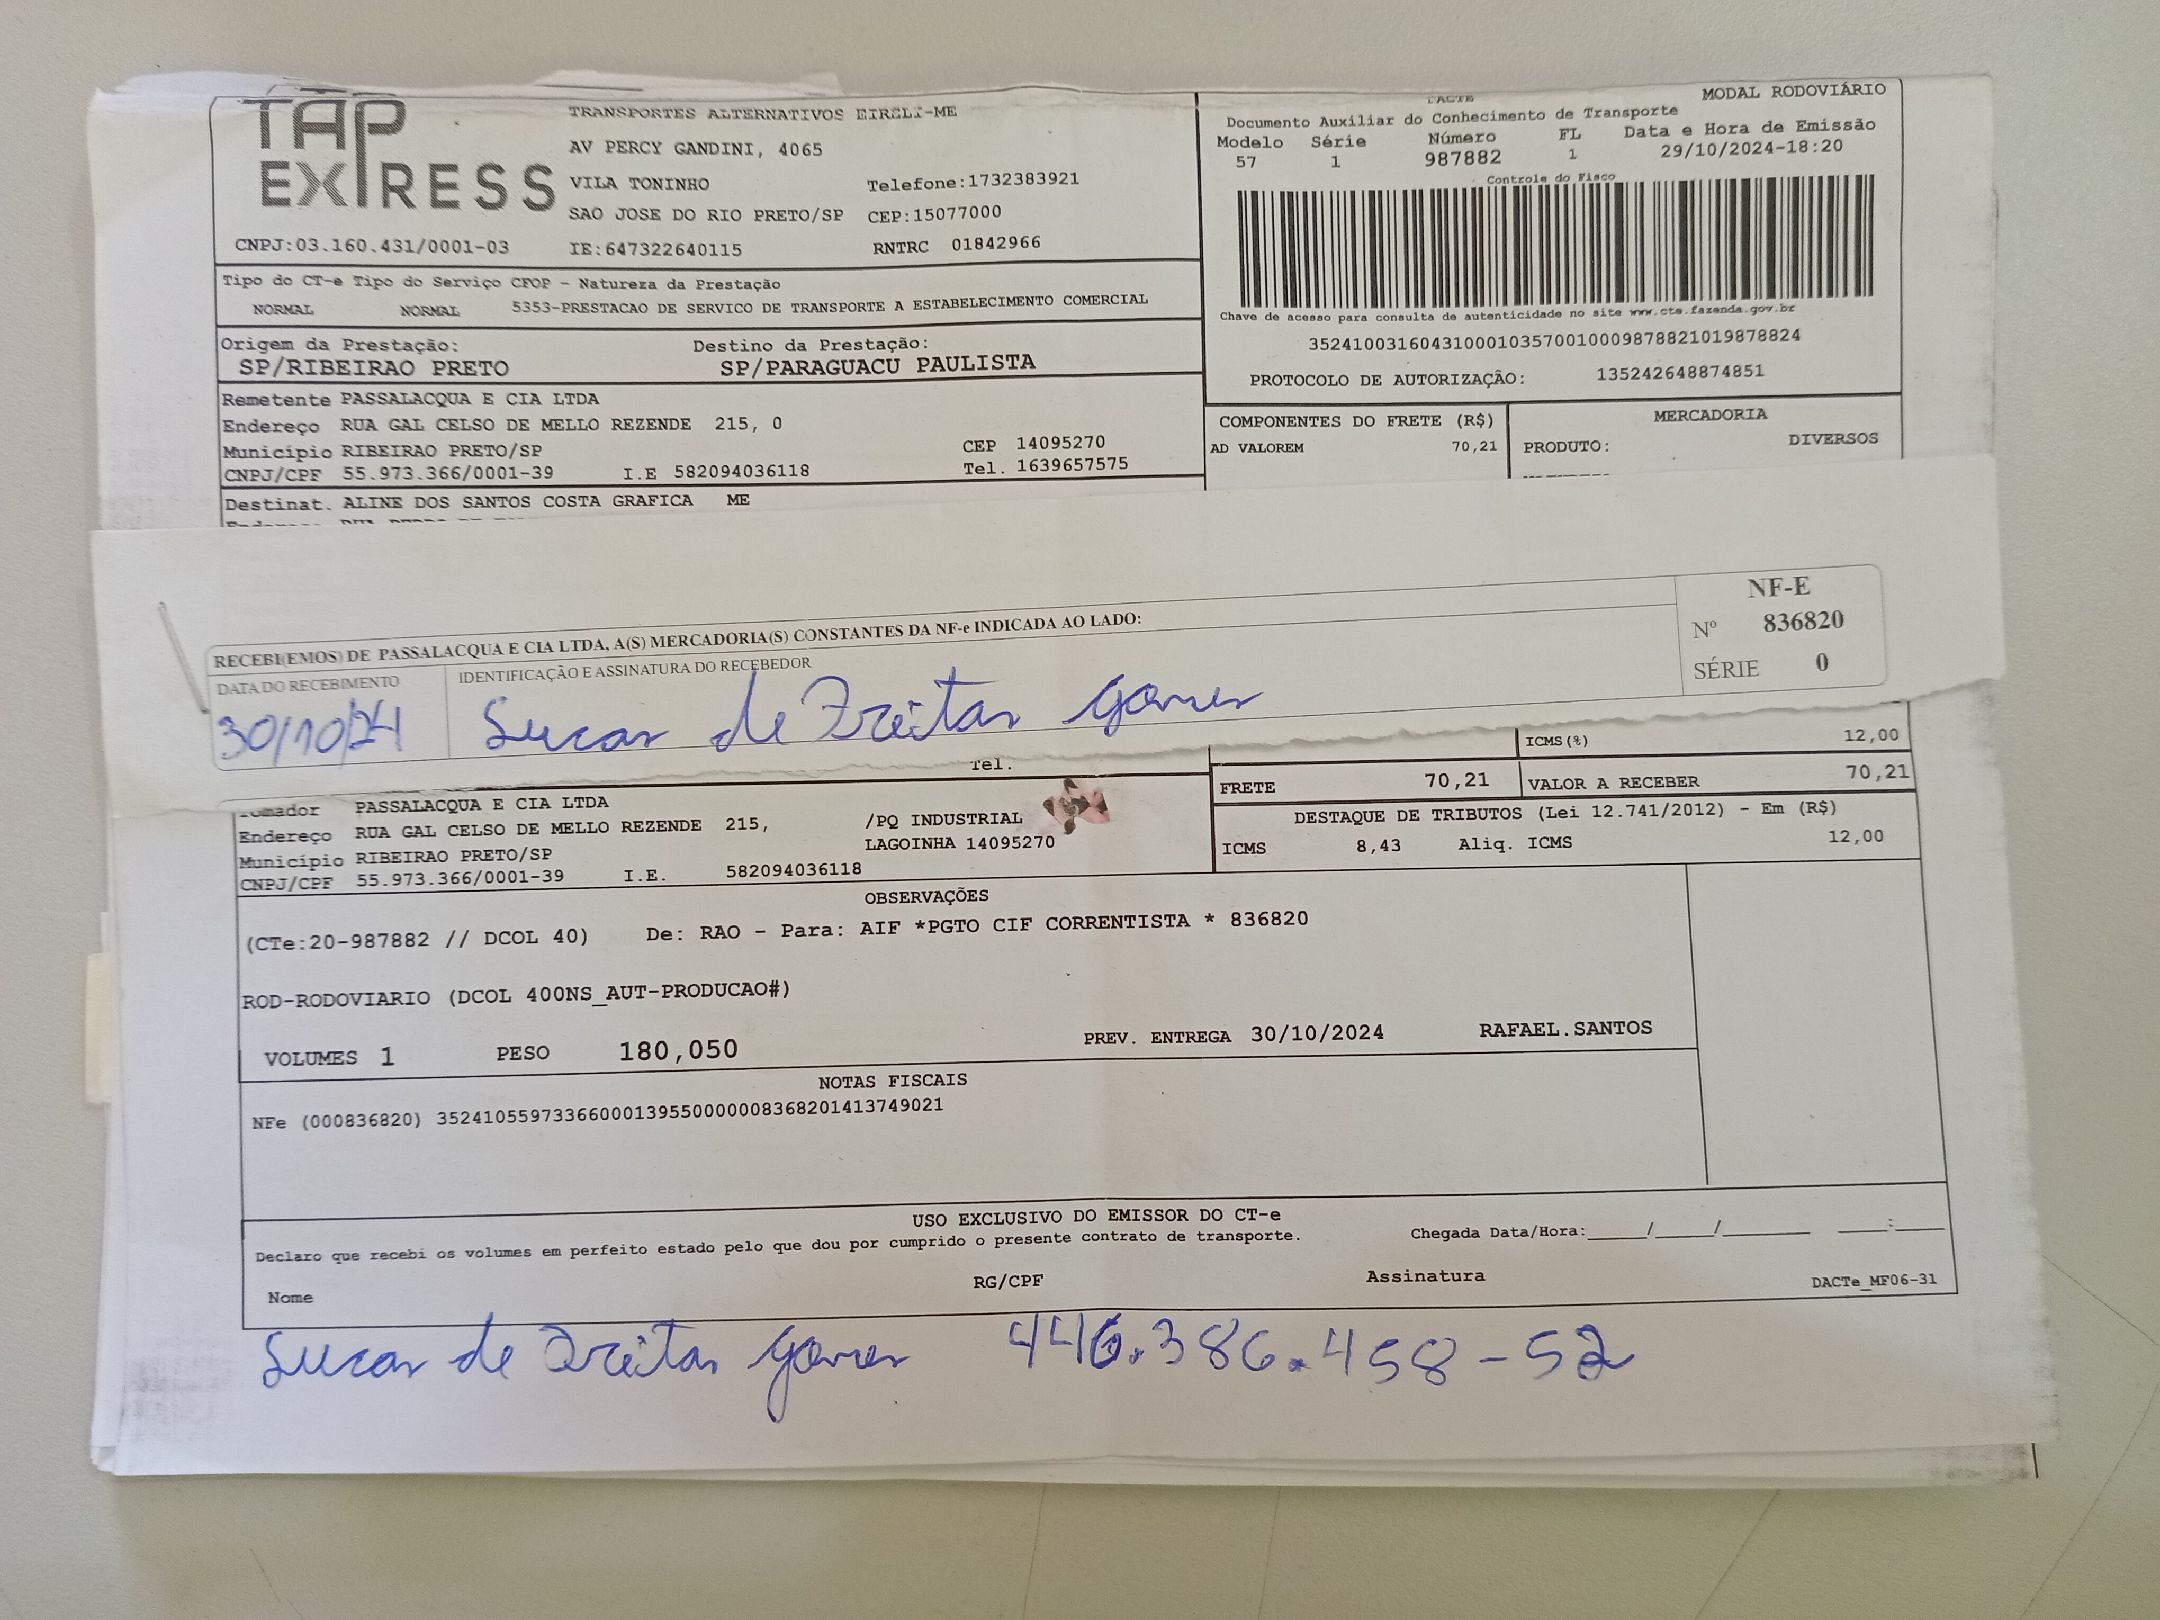 TAP EXPRESS
TRANSPORTES ALTERNATIVOS EIRELI-ME
AV PERCY GANDINI, 4065
VILA TONINHO Telefone:1732383921
SAO JOSE DO RIO PRETO/SP CEP:15077000
CNPJ:03.160.431/0001-03 IE:647322640115 RNTRC 01842966
DACTE MODAL RODOVIÁRIO
Documento Auxiliar do Conhecimento de Transporte
Modelo Série Número FL Data e Hora de Emissão
57 1 987882 1 29/10/2024-18:20
Controle do Fisco
Chave de acesso para consulta de autenticidade no site www.cte.fazenda.gov.br
35241003160431000103570010009878821019878824
PROTOCOLO DE AUTORIZAÇÃO: 135242648874851
Tipo do CT-e Tipo do Serviço CFOP - Natureza da Prestação
NORMAL NORMAL 5353-PRESTACAO DE SERVICO DE TRANSPORTE A ESTABELECIMENTO COMERCIAL
Origem da Prestação: Destino da Prestação:
SP/RIBEIRAO PRETO SP/PARAGUACU PAULISTA
Remetente PASSALACQUA E CIA LTDA
Endereço RUA GAL CELSO DE MELLO REZENDE 215, 0
Município RIBEIRAO PRETO/SP CEP 14095270
CNPJ/CPF 55.973.366/0001-39 I.E 582094036118 Tel. 1639657575
COMPONENTES DO FRETE (R$) MERCADORIA
AD VALOREM 70,21 PRODUTO: DIVERSOS
Destinat. ALINE DOS SANTOS COSTA GRAFICA ME
RECEBI(EMOS) DE PASSALACQUA E CIA LTDA, A(S) MERCADORIA(S) CONSTANTES DA NF-e INDICADA AO LADO:
DATA DO RECEBIMENTO IDENTIFICAÇÃO E ASSINATURA DO RECEBEDOR
30/10/24 Lucas de Freitas Gomes
NF-E
Nº 836820
SÉRIE 0
Tel.
ICMS(%) 12,00
FRETE 70,21 VALOR A RECEBER 70,21
Tomador PASSALACQUA E CIA LTDA
Endereço RUA GAL CELSO DE MELLO REZENDE 215, /PQ INDUSTRIAL
Município RIBEIRAO PRETO/SP LAGOINHA 14095270
CNPJ/CPF 55.973.366/0001-39 I.E. 582094036118
DESTAQUE DE TRIBUTOS (Lei 12.741/2012) - Em (R$)
ICMS 8,43 Aliq. ICMS 12,00
OBSERVAÇÕES
(CTe:20-987882 // DCOL 40) De: RAO - Para: AIF *PGTO CIF CORRENTISTA * 836820
ROD-RODOVIARIO (DCOL 400NS_AUT-PRODUCAO#)
VOLUMES 1 PESO 180,050 PREV. ENTREGA 30/10/2024 RAFAEL.SANTOS
NOTAS FISCAIS
NFe (000836820) 35241055973366000139550000008368201413749021
USO EXCLUSIVO DO EMISSOR DO CT-e
Declaro que recebi os volumes em perfeito estado pelo que dou por cumprido o presente contrato de transporte. Chegada Data/Hora:_____/_____/________ ____:____
Nome RG/CPF Assinatura DACTe_MF06-31
Lucas de Freitas Gomes 446.386.458-52